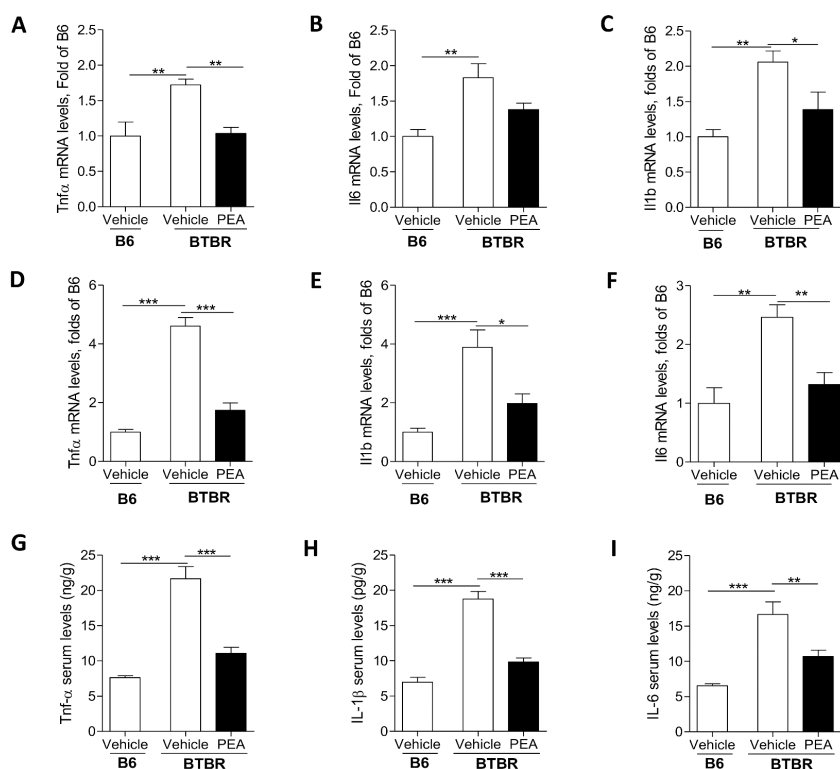 A
Tnfα mRNA levels, Fold of B6
2.5
2.0
1.5
1.0
0.5
0.0
** **
Vehicle Vehicle PEA
B6 BTBR
B
Il6 mRNA levels, Fold of B6
2.5
2.0
1.5
1.0
0.5
0.0
**
Vehicle Vehicle PEA
B6 BTBR
C
Il1b mRNA levels, folds of B6
2.5
2.0
1.5
1.0
0.5
0.0
** *
Vehicle Vehicle PEA
B6 BTBR
D
Tnfα mRNA levels, folds of B6
6
4
2
0
*** ***
Vehicle Vehicle PEA
B6 BTBR
E
Il1b mRNA levels, folds of B6
6
4
2
0
*** *
Vehicle Vehicle PEA
B6 BTBR
F
Il6 mRNA levels, folds of B6
3
2
1
0
** **
Vehicle Vehicle PEA
B6 BTBR
G
Tnf-α serum levels (ng/g)
25
20
15
10
5
0
*** ***
Vehicle Vehicle PEA
B6 BTBR
H
IL-1β serum levels (pg/g)
25
20
15
10
5
0
*** ***
Vehicle Vehicle PEA
B6 BTBR
I
IL-6 serum levels (ng/g)
25
20
15
10
5
0
*** **
Vehicle Vehicle PEA
B6 BTBR